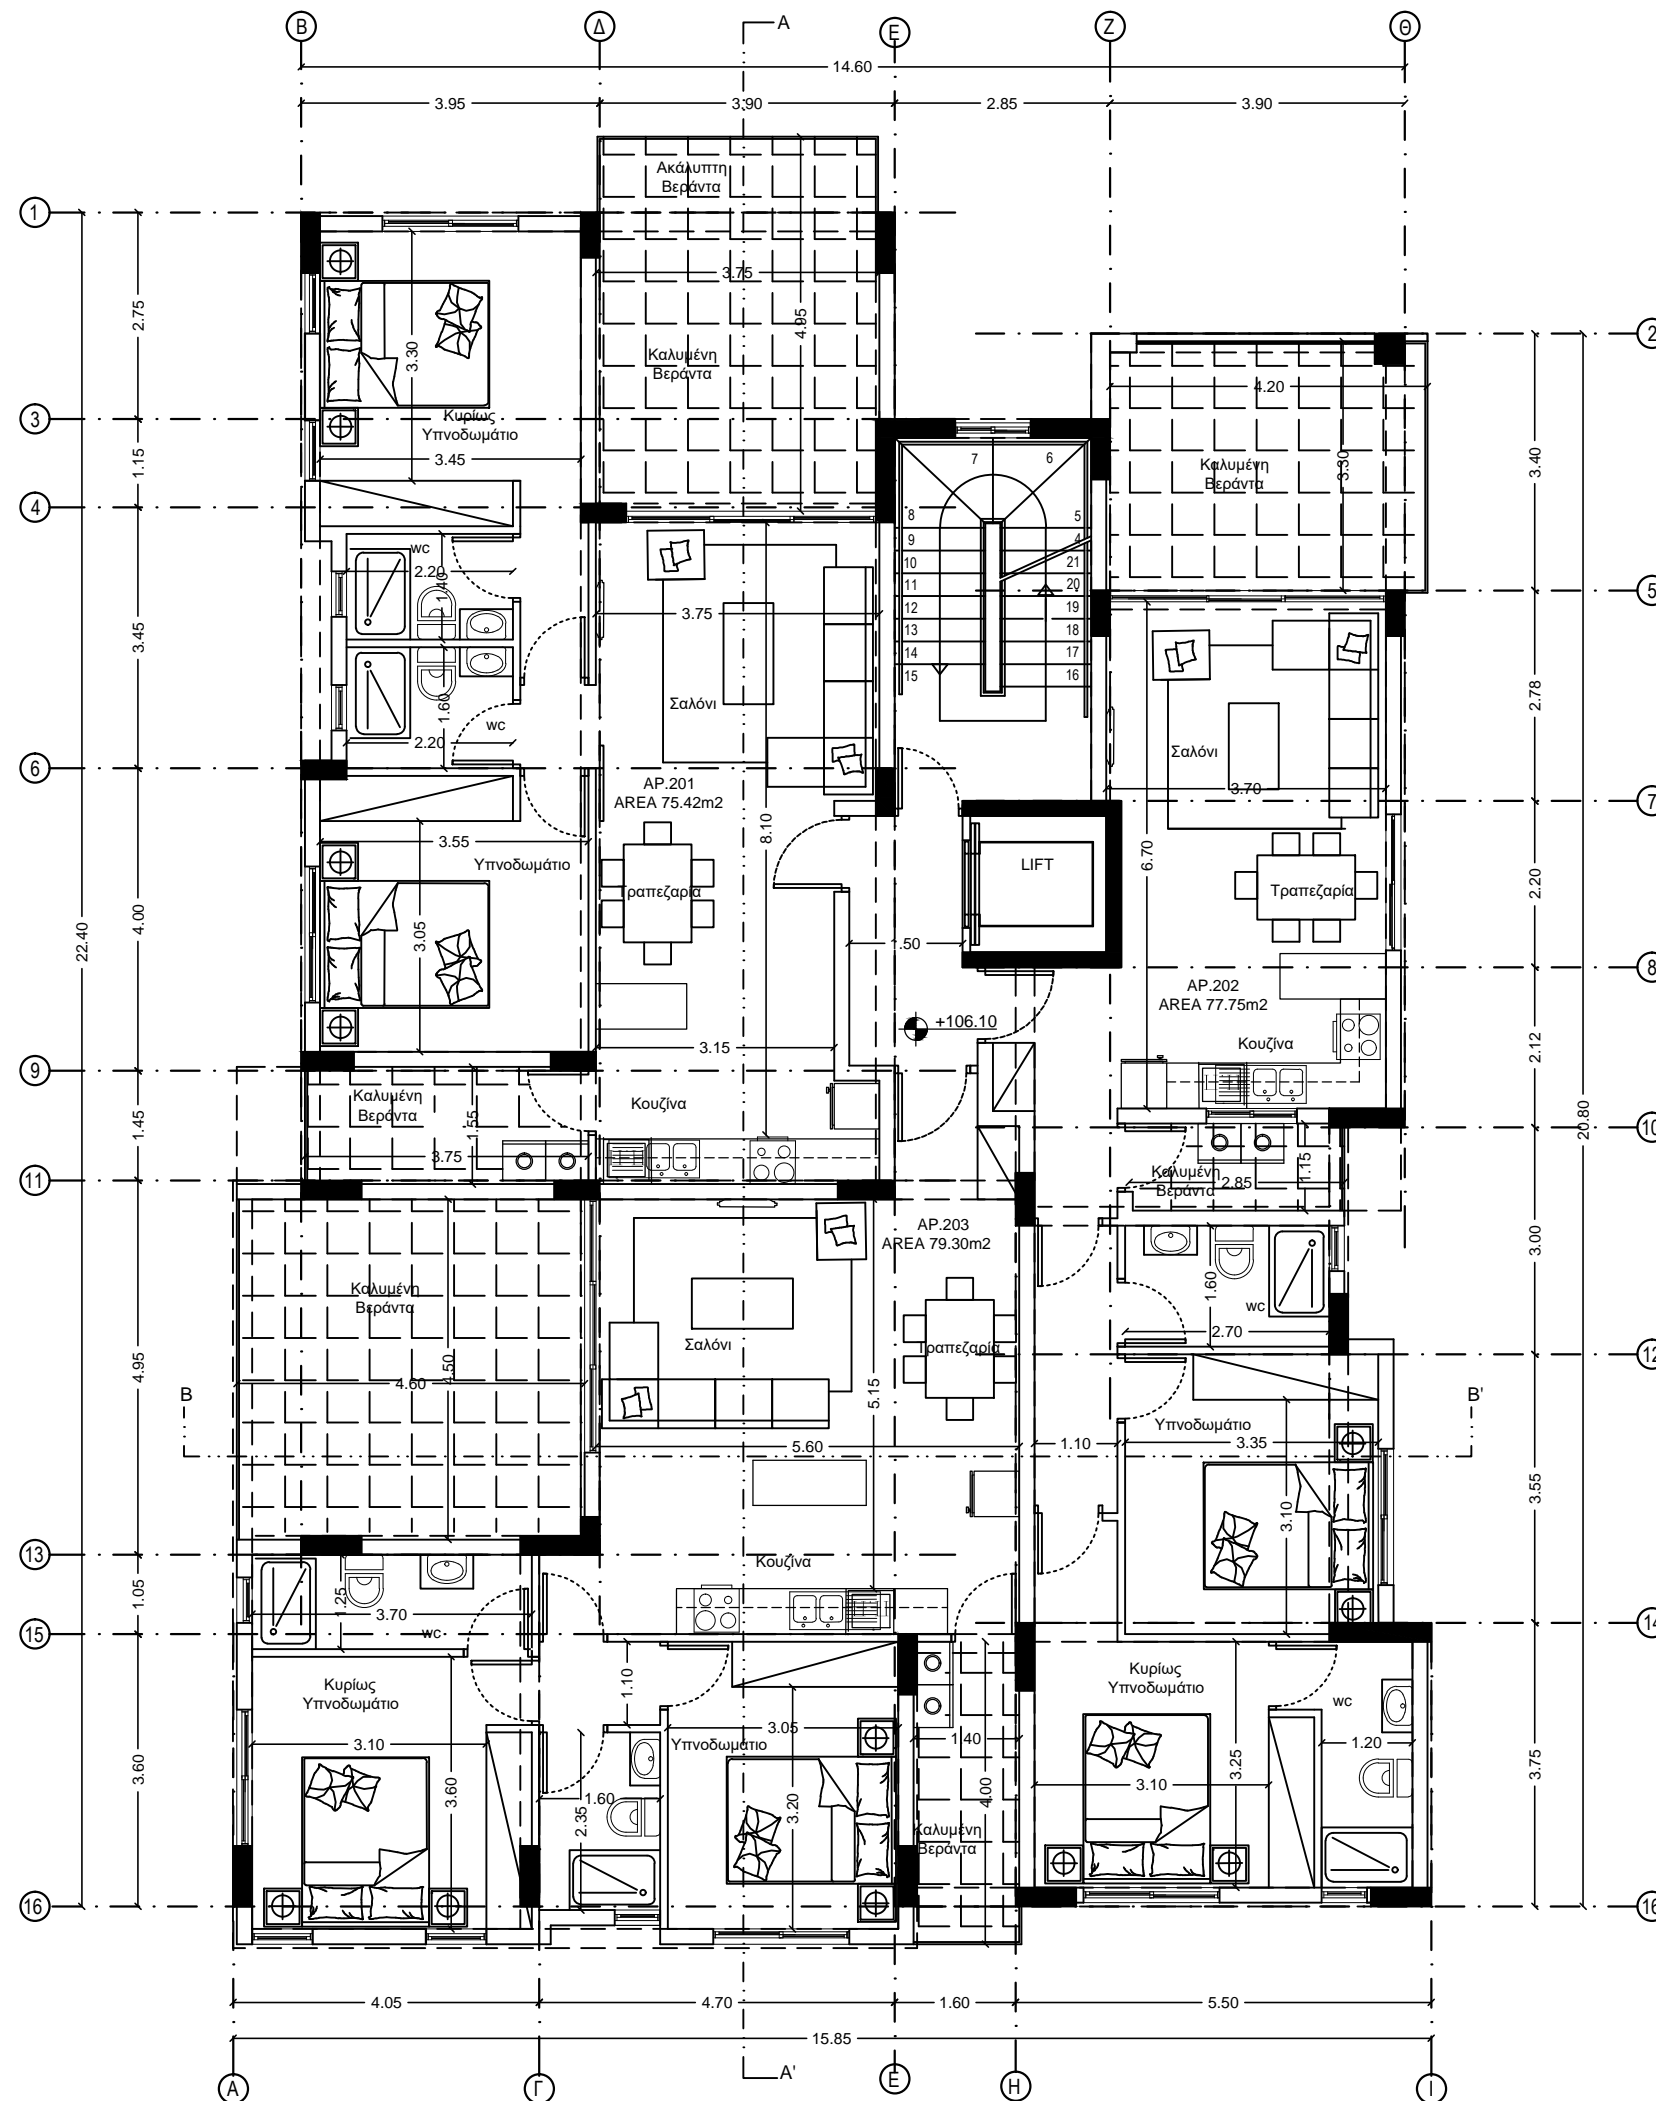 Β Δ Α Ε Ζ Θ
14.60
3.95 3.90 2.85 3.90
Ακάλυπτη
Βεράντα
1
2.75
3.75
4.95
3.30
Καλυμένη
Βεράντα
2
4.20
3
Κυρίως
Υπνοδωμάτιο
3.45
1.15
7 6
Καλυμένη
Βεράντα
3.30
3.40
4
8 5
9 4
10 21
11 20
12 19
13 18
14 17
15 16
wc
2.20
1.40
5
3.75
3.45
Σαλόνι
1.60
wc
2.20
2.78
Σαλόνι
6
AP.201
AREA 75.42m2
3.70
7
8.10
3.55
Υπνοδωμάτιο
LIFT
6.70
Τραπεζαρία
Τραπεζαρία
2.20
4.00
22.40
3.05
8
AP.202
AREA 77.75m2
+106.10
3.15
Κουζίνα
2.12
9
Καλυμένη
Βεράντα
1.55
Κουζίνα
1.45
3.75
20.80
10
Καλυμένη
Βεράντα
2.85
1.15
11
AP.203
AREA 79.30m2
3.00
Καλυμένη
Βεράντα
Σαλόνι
Τραπεζαρία
1.60
wc
2.70
12
4.95
4.50
4.60
5.15
B B'
Υπνοδωμάτιο
5.60 1.10 3.35
3.10
3.55
13
Κουζίνα
1.05
1.25
3.70
wc
15
14
Κυρίως
Υπνοδωμάτιο
1.10
Κυρίως
Υπνοδωμάτιο
wc
3.10
3.05
Υπνοδωμάτιο
1.40
1.20
3.60
3.60
1.60
2.35
3.20
4.00
3.10
3.25
3.75
Καλυμένη
Βεράντα
16
16
4.05 4.70 1.60 5.50
15.85
Α Γ A' Ε Η Ι